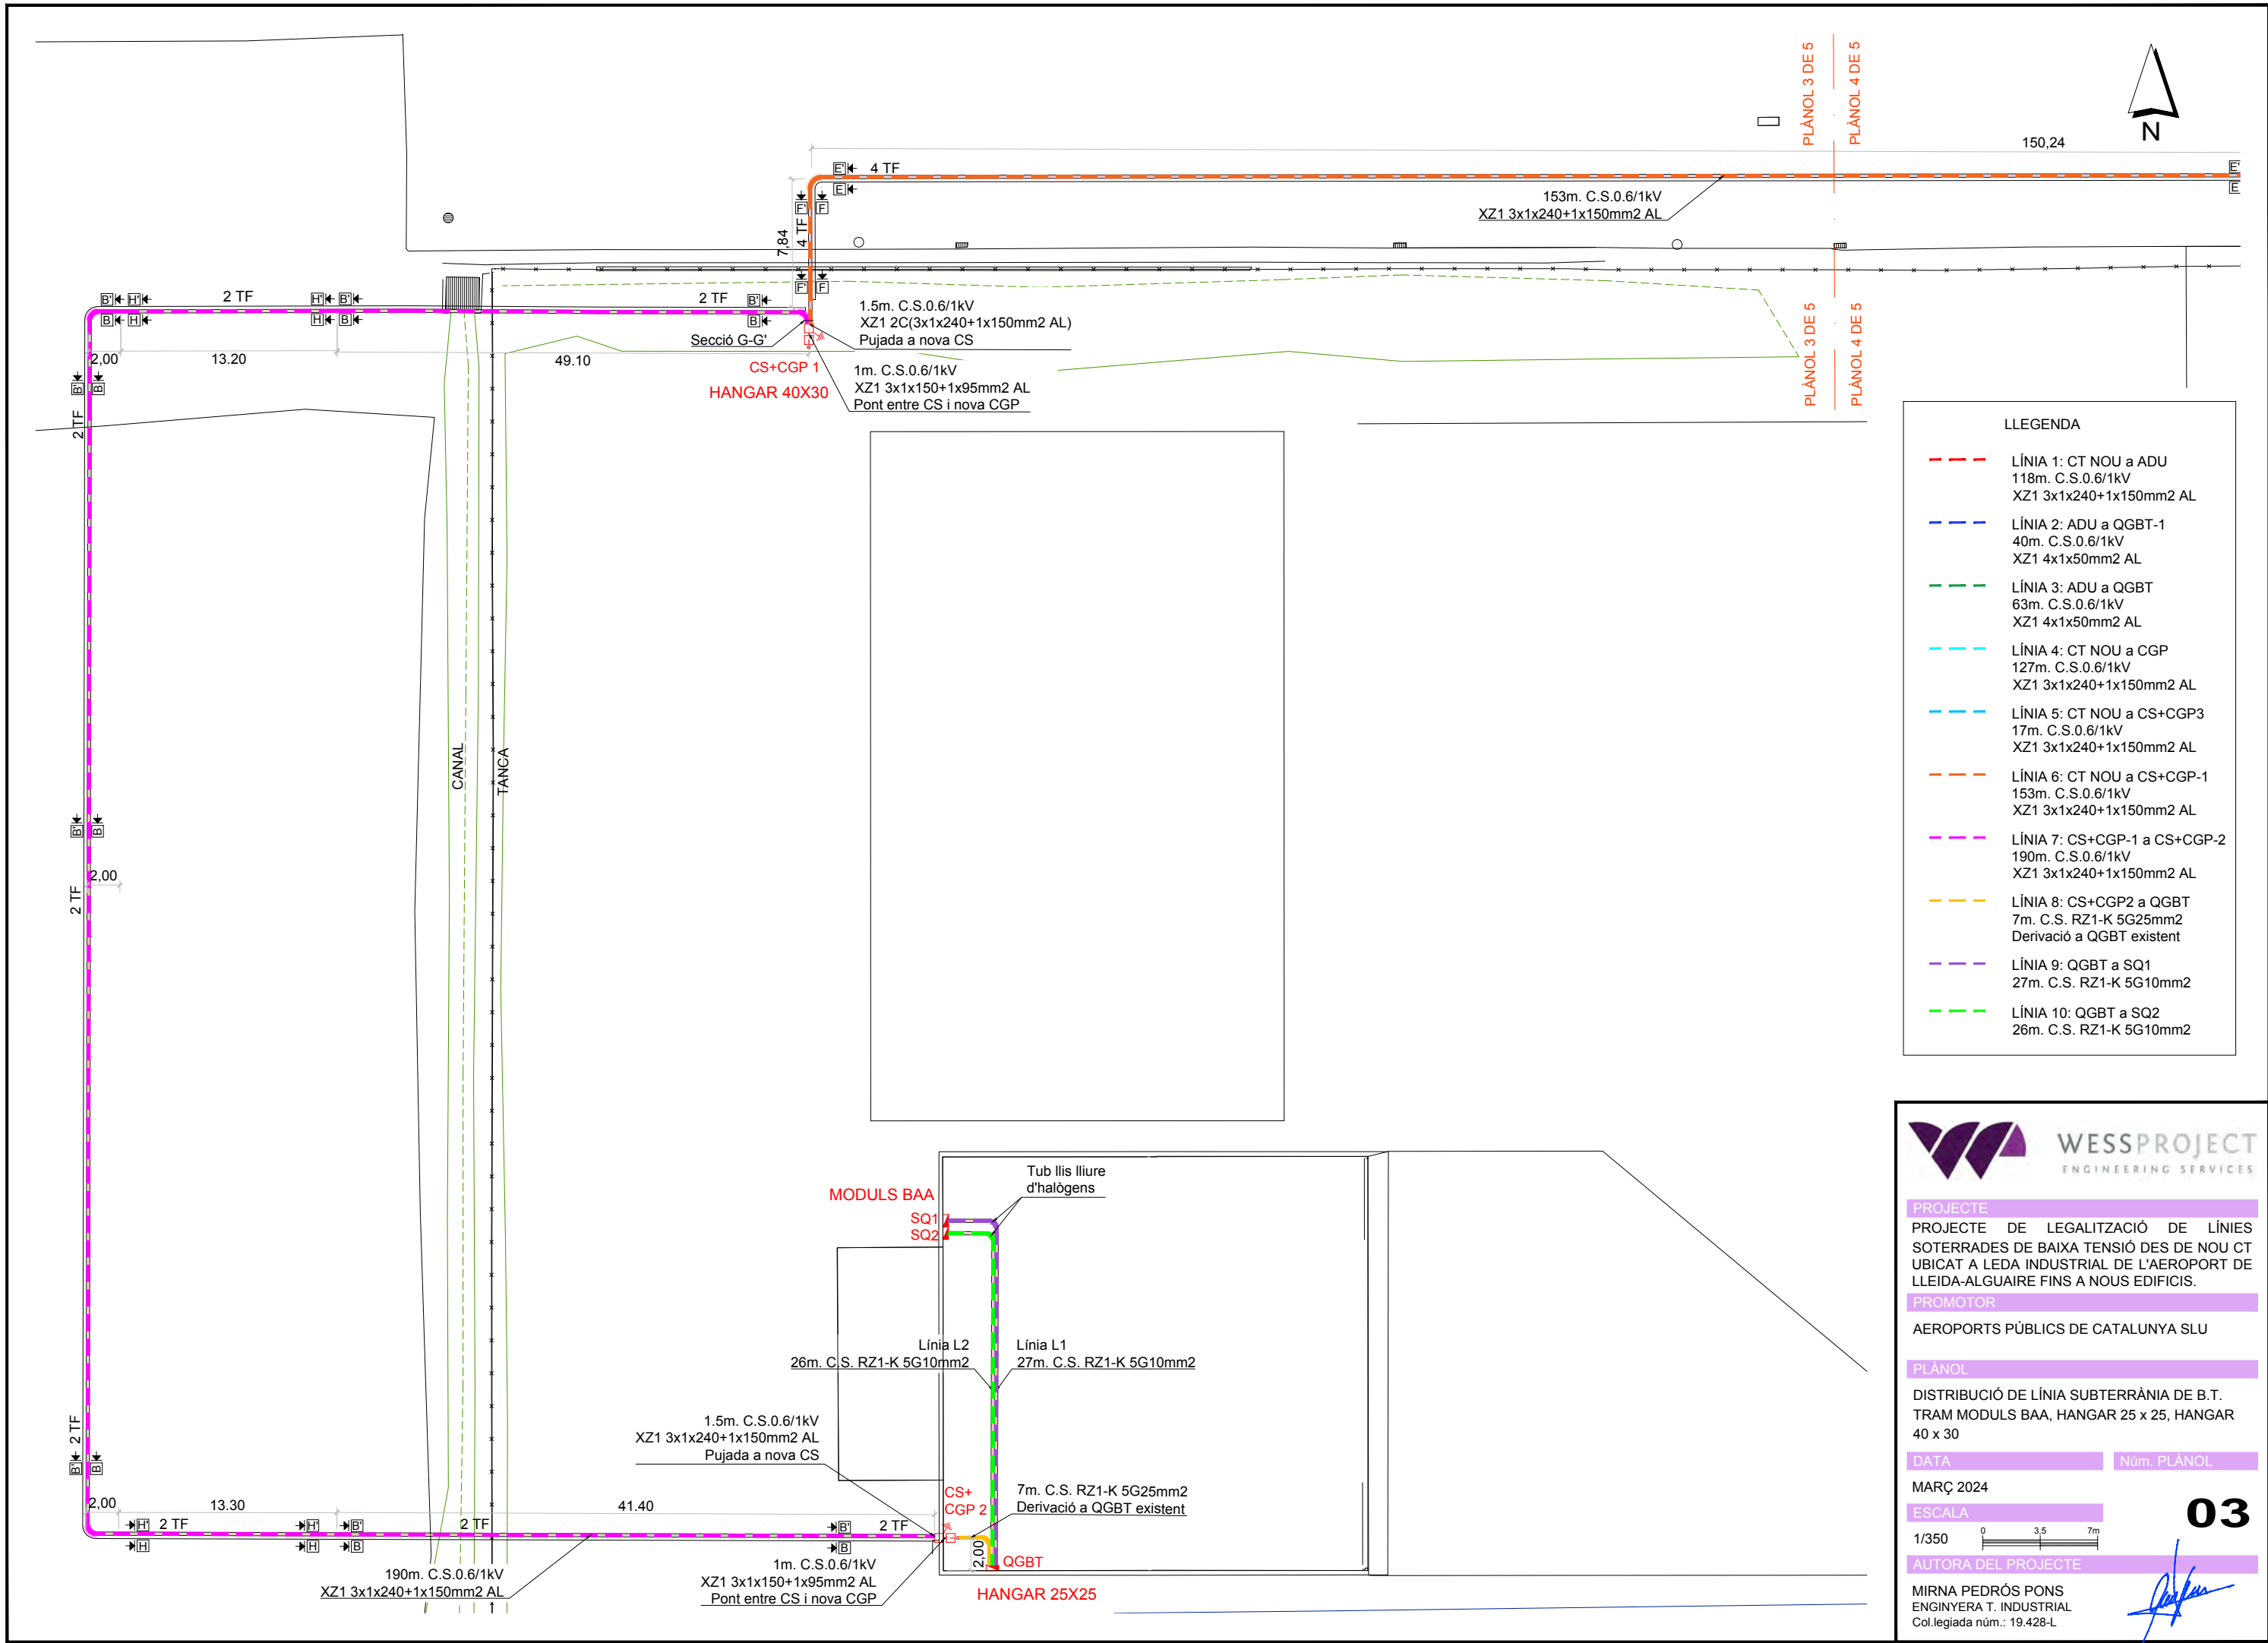 PLÀNOL 3 DE 5
PLÀNOL 4 DE 5
N
150,24
E'
4 TF
E
E'
E
153m. C.S.0.6/1kV
XZ1 3x1x240+1x150mm2 AL
F'
F
7,84
4 TF
F'
F
B'
H'
2 TF
H'
B'
2 TF
B'
B
H
H
B
B
1.5m. C.S.0.6/1kV
XZ1 2C(3x1x240+1x150mm2 AL)
Pujada a nova CS
Secció G-G'
2,00
13.20
49.10
CS+CGP 1
HANGAR 40X30
1m. C.S.0.6/1kV
XZ1 3x1x150+1x95mm2 AL
Pont entre CS i nova CGP
PLÀNOL 3 DE 5
PLÀNOL 4 DE 5
B'
B
2 TF
CANAL
TANCA
B'
B
2,00
2 TF
LLEGENDA
LÍNIA 1: CT NOU a ADU
118m. C.S.0.6/1kV
XZ1 3x1x240+1x150mm2 AL
LÍNIA 2: ADU a QGBT-1
40m. C.S.0.6/1kV
XZ1 4x1x50mm2 AL
LÍNIA 3: ADU a QGBT
63m. C.S.0.6/1kV
XZ1 4x1x50mm2 AL
LÍNIA 4: CT NOU a CGP
127m. C.S.0.6/1kV
XZ1 3x1x240+1x150mm2 AL
LÍNIA 5: CT NOU a CS+CGP3
17m. C.S.0.6/1kV
XZ1 3x1x240+1x150mm2 AL
LÍNIA 6: CT NOU a CS+CGP-1
153m. C.S.0.6/1kV
XZ1 3x1x240+1x150mm2 AL
LÍNIA 7: CS+CGP-1 a CS+CGP-2
190m. C.S.0.6/1kV
XZ1 3x1x240+1x150mm2 AL
LÍNIA 8: CS+CGP2 a QGBT
7m. C.S. RZ1-K 5G25mm2
Derivació a QGBT existent
LÍNIA 9: QGBT a SQ1
27m. C.S. RZ1-K 5G10mm2
LÍNIA 10: QGBT a SQ2
26m. C.S. RZ1-K 5G10mm2
Tub llis lliure
d'halògens
MODULS BAA
SQ1
SQ2
Línia L2
26m. C.S. RZ1-K 5G10mm2
Línia L1
27m. C.S. RZ1-K 5G10mm2
1.5m. C.S.0.6/1kV
XZ1 3x1x240+1x150mm2 AL
Pujada a nova CS
2 TF
B'
B
CS+
CGP 2
7m. C.S. RZ1-K 5G25mm2
Derivació a QGBT existent
2,00
13.30
41.40
H'
2 TF
H'
B'
2 TF
B'
2 TF
H
H
B
B
2,00
QGBT
HANGAR 25X25
190m. C.S.0.6/1kV
XZ1 3x1x240+1x150mm2 AL
1m. C.S.0.6/1kV
XZ1 3x1x150+1x95mm2 AL
Pont entre CS i nova CGP
WESSPROJECT
ENGINEERING SERVICES
PROJECTE
PROJECTE DE LEGALITZACIÓ DE LÍNIES
SOTERRADES DE BAIXA TENSIÓ DES DE NOU CT
UBICAT A LEDA INDUSTRIAL DE L'AEROPORT DE
LLEIDA-ALGUAIRE FINS A NOUS EDIFICIS.
PROMOTOR
AEROPORTS PÚBLICS DE CATALUNYA SLU
PLÀNOL
DISTRIBUCIÓ DE LÍNIA SUBTERRÀNIA DE B.T.
TRAM MODULS BAA, HANGAR 25 x 25, HANGAR
40 x 30
DATA
Núm. PLÀNOL
MARÇ 2024
03
ESCALA
1/350
0 3,5 7m
AUTORA DEL PROJECTE
MIRNA PEDRÓS PONS
ENGINYERA T. INDUSTRIAL
Col.legiada núm.: 19.428-L